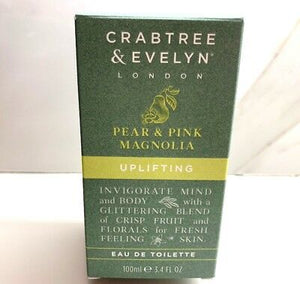 CRABTREE
& EVELYN®
LONDON
PEAR & PINK
MAGNOLIA
UPLIFTING
INVIGORATE MIND
AND BODY WITH A
GLITTERING BLEND
OF CRISP FRUIT AND
FLORALS FOR FRESH
FEELING SKIN.
EAU DE TOILETTE
100ml ℮ 3.4 FL OZ